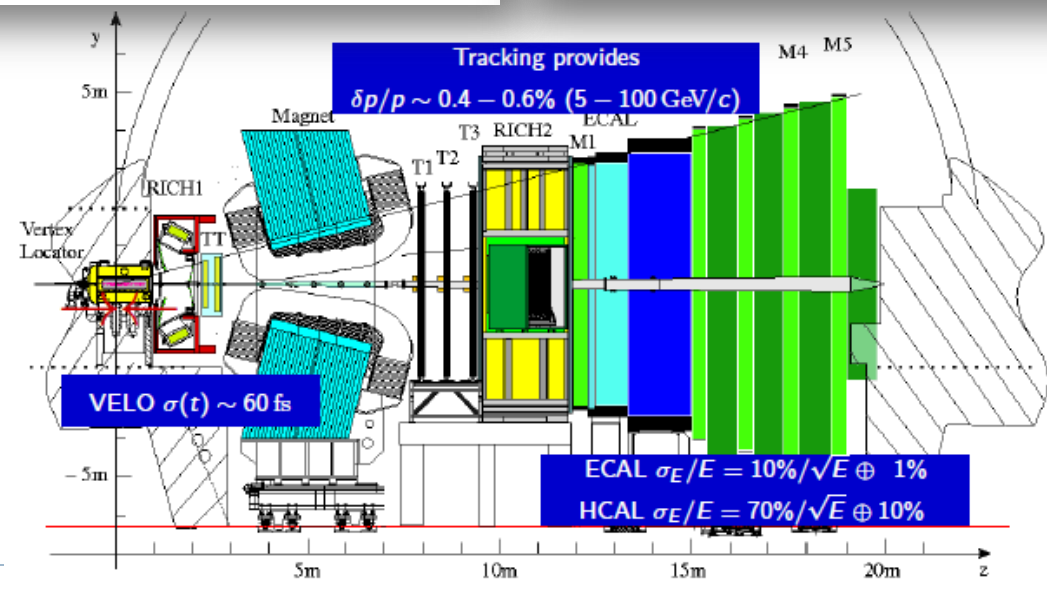 y
M4 M5
Tracking provides
δp/p ∼ 0.4 – 0.6% (5 – 100 GeV/c)
5m
Magnet
T3 RICH2
ECAL
M1
T1 T2
RICH1
TT
Vertex
Locator
VELO σ(t) ∼ 60 fs
– 5m
ECAL σ_E/E = 10%/√E ⊕ 1%
HCAL σ_E/E = 70%/√E ⊕ 10%
5m 10m 15m 20m z